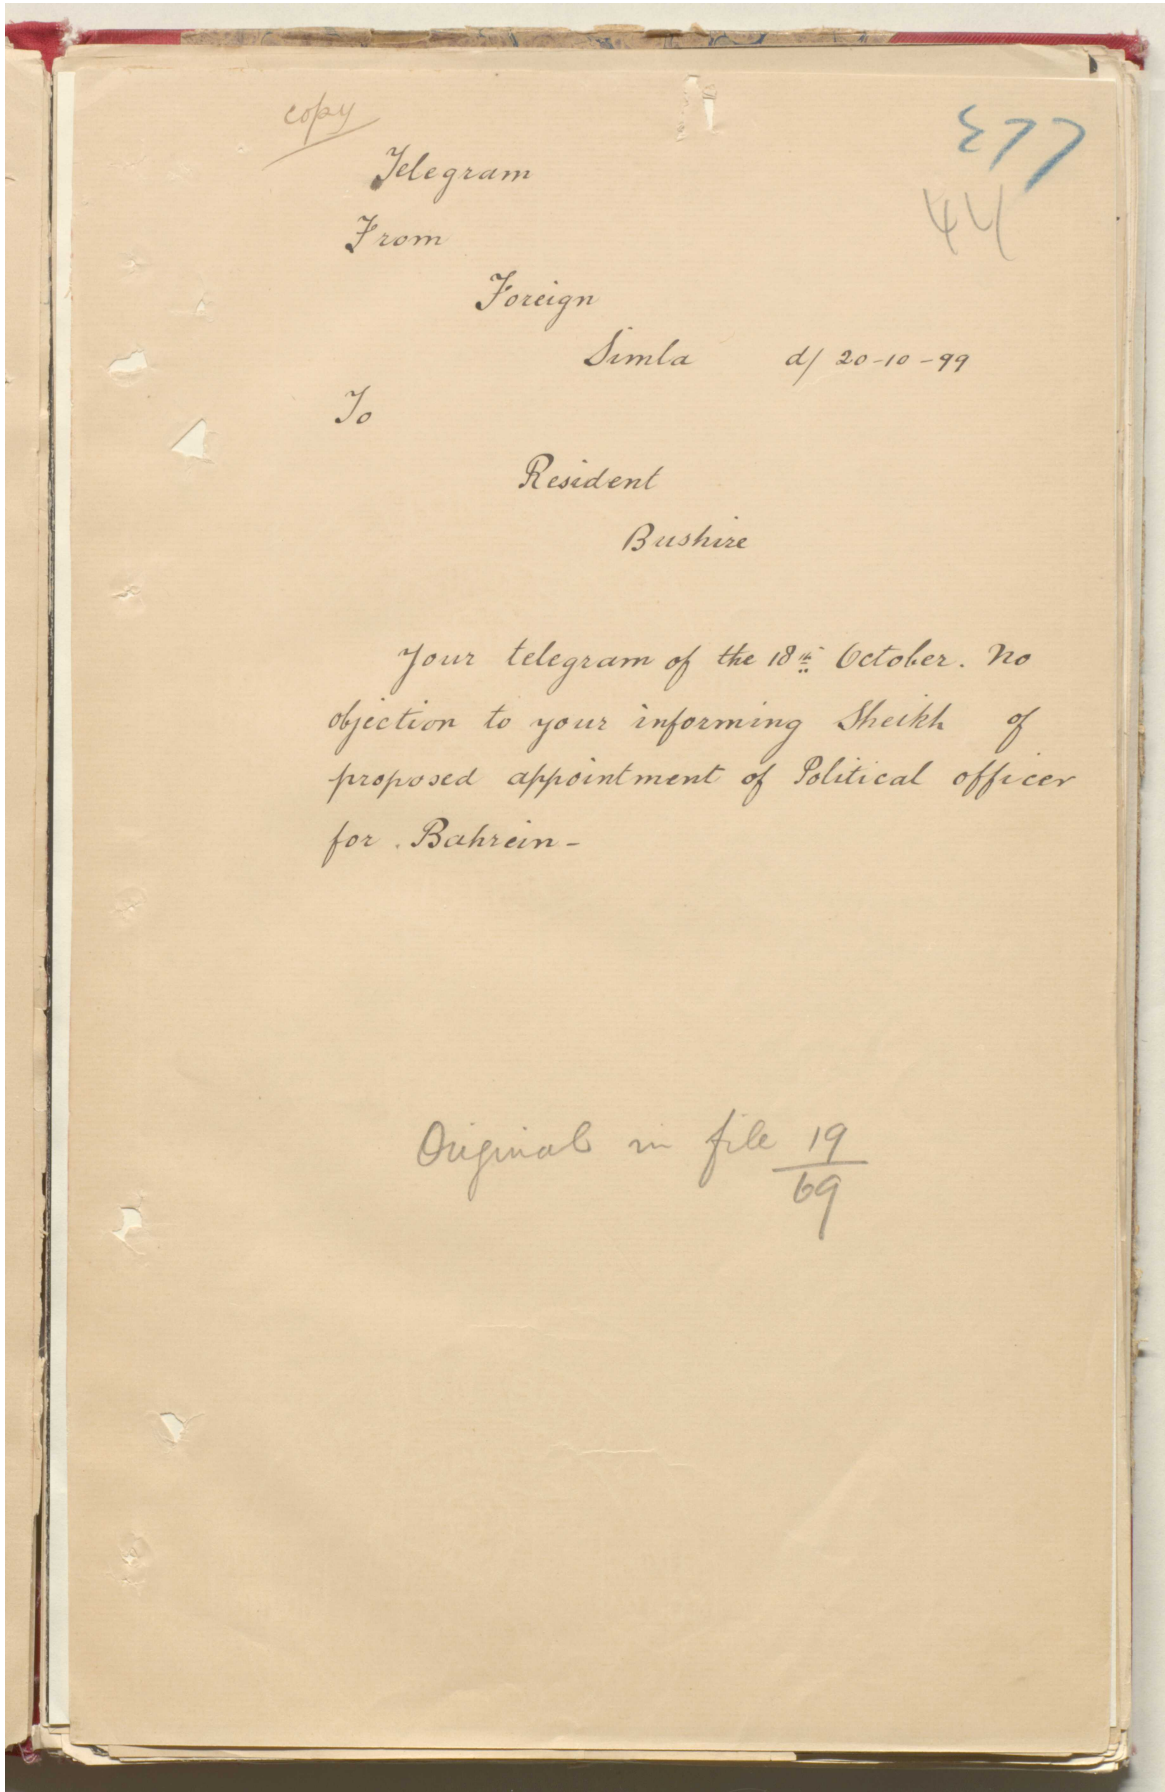 copy
44
Telegram
From
Foreign
Simla d/ 20-10-99
To
Resident
Bushire
Your telegram of the 18th October. No
objection to your informing Sheikh of
proposed appointment of Political officer
for . Bahrein -
Original in file 19
69